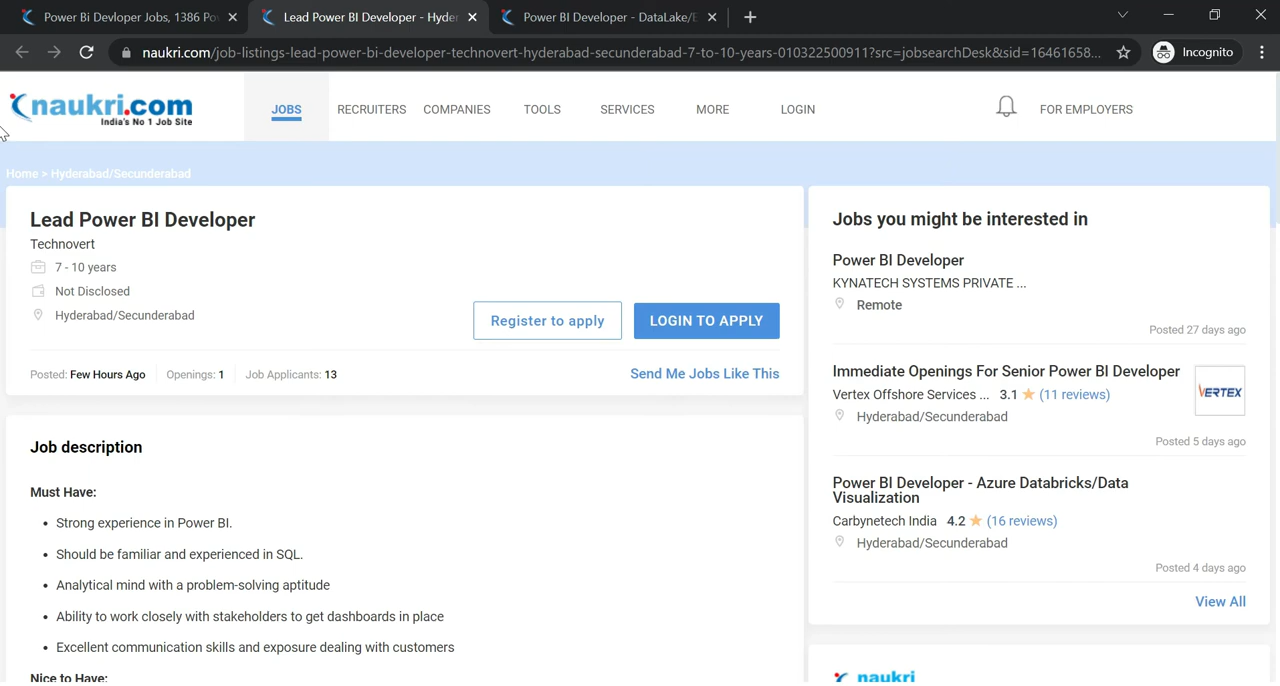 Power Bi Devloper Jobs, 1386 Po
Lead Power BI Developer - Hyder
Power BI Developer - DataLake/E
naukri.com/job-listings-lead-power-bi-developer-technovert-hyderabad-secunderabad-7-to-10-years-010322500911?src=jobsearchDesk&sid=16461658...
Incognito
naukri.com
India's No 1 Job Site
JOBS RECRUITERS COMPANIES TOOLS SERVICES MORE LOGIN FOR EMPLOYERS
Home > Hyderabad/Secunderabad
Lead Power BI Developer
Technovert
7 - 10 years
Not Disclosed
Hyderabad/Secunderabad
Register to apply
LOGIN TO APPLY
Posted: Few Hours Ago Openings: 1 Job Applicants: 13
Send Me Jobs Like This
Job description
Must Have:
• Strong experience in Power BI.
• Should be familiar and experienced in SQL.
• Analytical mind with a problem-solving aptitude
• Ability to work closely with stakeholders to get dashboards in place
• Excellent communication skills and exposure dealing with customers
Nice to Have:
Jobs you might be interested in
Power BI Developer
KYNATECH SYSTEMS PRIVATE ...
Remote
Posted 27 days ago
Immediate Openings For Senior Power BI Developer
Vertex Offshore Services ... 3.1 (11 reviews)
VERTEX
Hyderabad/Secunderabad
Posted 5 days ago
Power BI Developer - Azure Databricks/Data
Visualization
Carbynetech India 4.2 (16 reviews)
Hyderabad/Secunderabad
Posted 4 days ago
View All
naukri